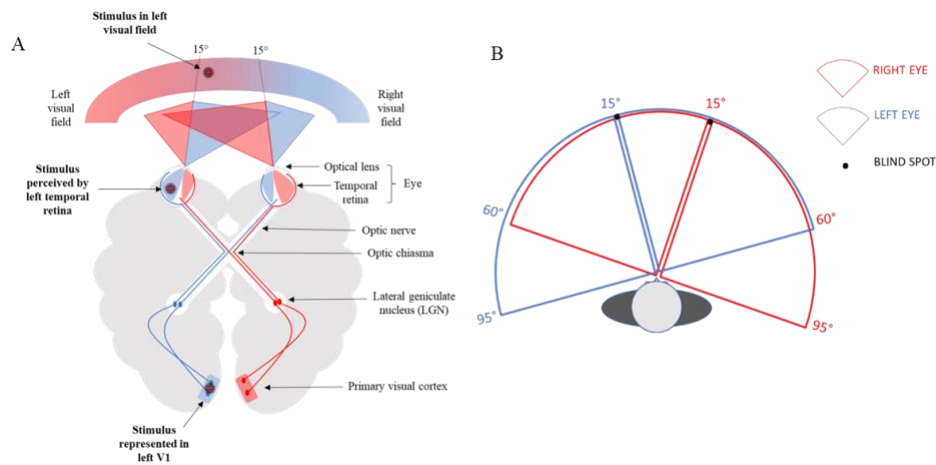 A
Stimulus in left
visual field
15°
15°
Left
visual
field
Right
visual
field
Stimulus
perceived by
left temporal
retina
Optical lens
Temporal
retina
Eye
Optic nerve
Optic chiasma
Lateral geniculate
nucleus (LGN)
Primary visual cortex
Stimulus
represented in
left V1
B
15°
15°
60°
60°
95°
95°
RIGHT EYE
LEFT EYE
BLIND SPOT